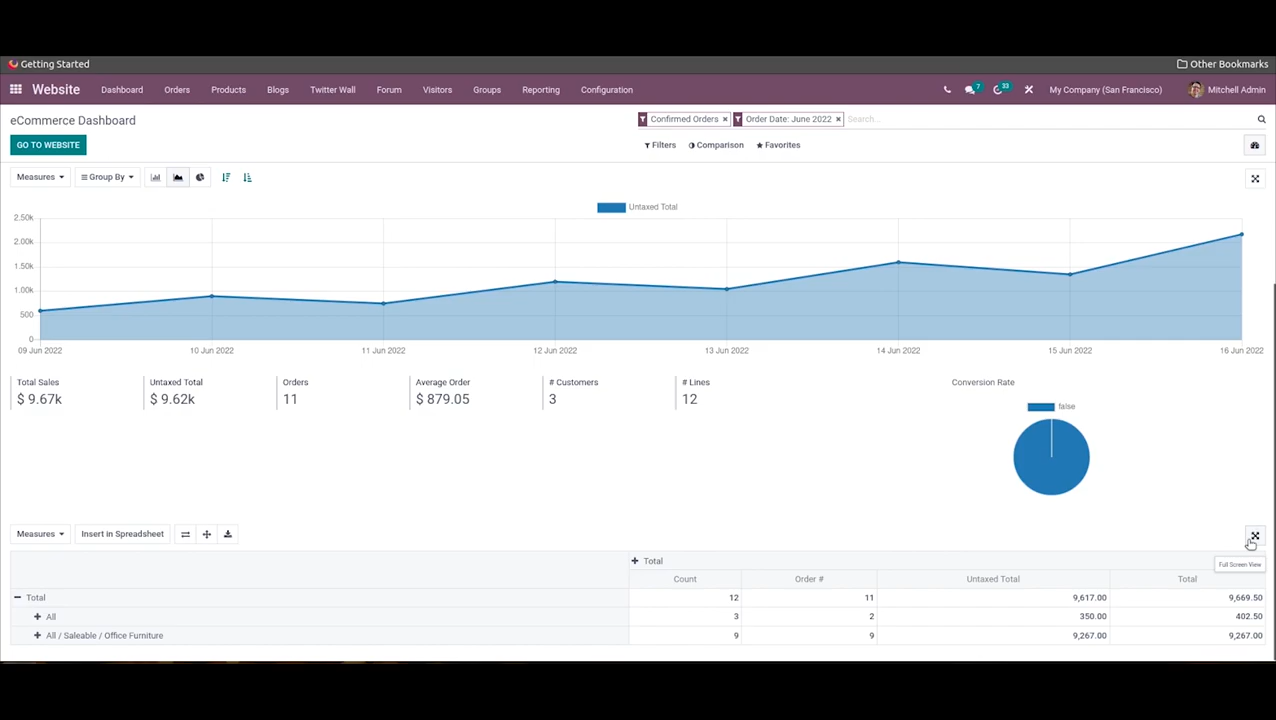 Getting Started Other Bookmarks
Website Dashboard Orders Products Blogs Twitter Wall Forum Visitors Groups Reporting Configuration 7 33 My Company (San Francisco) Mitchell Admin
eCommerce Dashboard Confirmed Orders × Order Date: June 2022 × Search...
GO TO WEBSITE Filters Comparison Favorites
Measures Group By
Untaxed Total
2.50k
2.00k
1.50k
1.00k
500
0
09 Jun 2022 10 Jun 2022 11 Jun 2022 12 Jun 2022 13 Jun 2022 14 Jun 2022 15 Jun 2022 16 Jun 2022
Total Sales Untaxed Total Orders Average Order # Customers # Lines Conversion Rate
$ 9.67k $ 9.62k 11 $ 879.05 3 12
false
Measures Insert in Spreadsheet
Total
Full Screen View
Count Order # Untaxed Total Total
Total 12 11 9,617.00 9,669.50
All 3 2 350.00 402.50
All / Saleable / Office Furniture 9 9 9,267.00 9,267.00